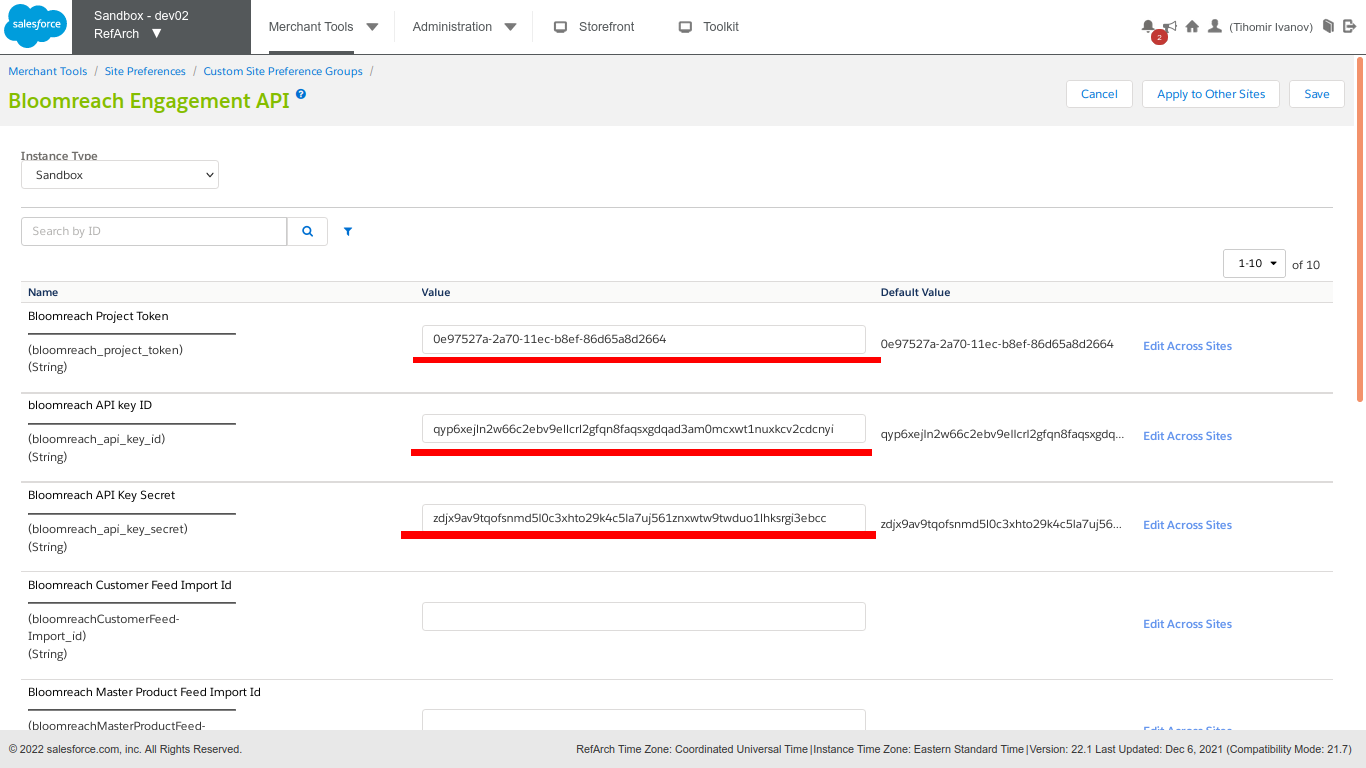 salesforce
Sandbox - dev02
RefArch
Merchant Tools
Administration
Storefront
Toolkit
2
(Tihomir Ivanov)
Merchant Tools / Site Preferences / Custom Site Preference Groups /
Bloomreach Engagement API ?
Cancel
Apply to Other Sites
Save
Instance Type
Sandbox
Search by ID
1-10
of 10
Name Value Default Value
Bloomreach Project Token
(bloomreach_project_token)
(String)
0e97527a-2a70-11ec-b8ef-86d65a8d2664
0e97527a-2a70-11ec-b8ef-86d65a8d2664
Edit Across Sites
bloomreach API key ID
(bloomreach_api_key_id)
(String)
qyp6xejln2w66c2ebv9ellcrl2gfqn8faqsxgdqad3am0mcxwt1nuxkcv2cdcnyi
qyp6xejln2w66c2ebv9ellcrl2gfqn8faqsxgdq...
Edit Across Sites
Bloomreach API Key Secret
(bloomreach_api_key_secret)
(String)
zdjx9av9tqofsnmd5l0c3xhto29k4c5la7uj561znxwtw9twduo1lhksrgi3ebcc
zdjx9av9tqofsnmd5l0c3xhto29k4c5la7uj56...
Edit Across Sites
Bloomreach Customer Feed Import Id
(bloomreachCustomerFeed-
Import_id)
(String)
Edit Across Sites
Bloomreach Master Product Feed Import Id
(bloomreachMasterProductFeed-
Edit Across Sites
© 2022 salesforce.com, inc. All Rights Reserved.
RefArch Time Zone: Coordinated Universal Time|Instance Time Zone: Eastern Standard Time|Version: 22.1 Last Updated: Dec 6, 2021 (Compatibility Mode: 21.7)